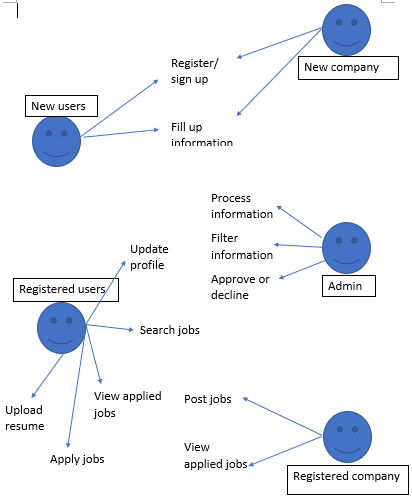 Register/
sign up
New company
New users
Fill up
information
Process
information
Filter
information
Approve or
decline
Admin
Update
profile
Registered users
Search jobs
View applied
jobs
Upload
resume
Apply jobs
Post jobs
View
applied jobs
Registered company